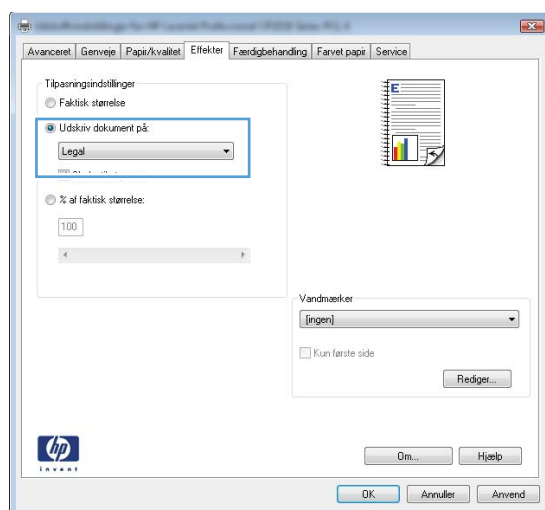 Avanceret Genveje Papir/kvalitet Effekter Færdigbehandling Farvet papir Service
Tilpasningsindstillinger
Faktisk størrelse
Udskriv dokument på:
Legal
% af faktisk størrelse:
100
E
Vandmærker
[ingen]
Kun første side
Rediger...
hp
invent
Om... Hjælp
OK Annuller Anvend